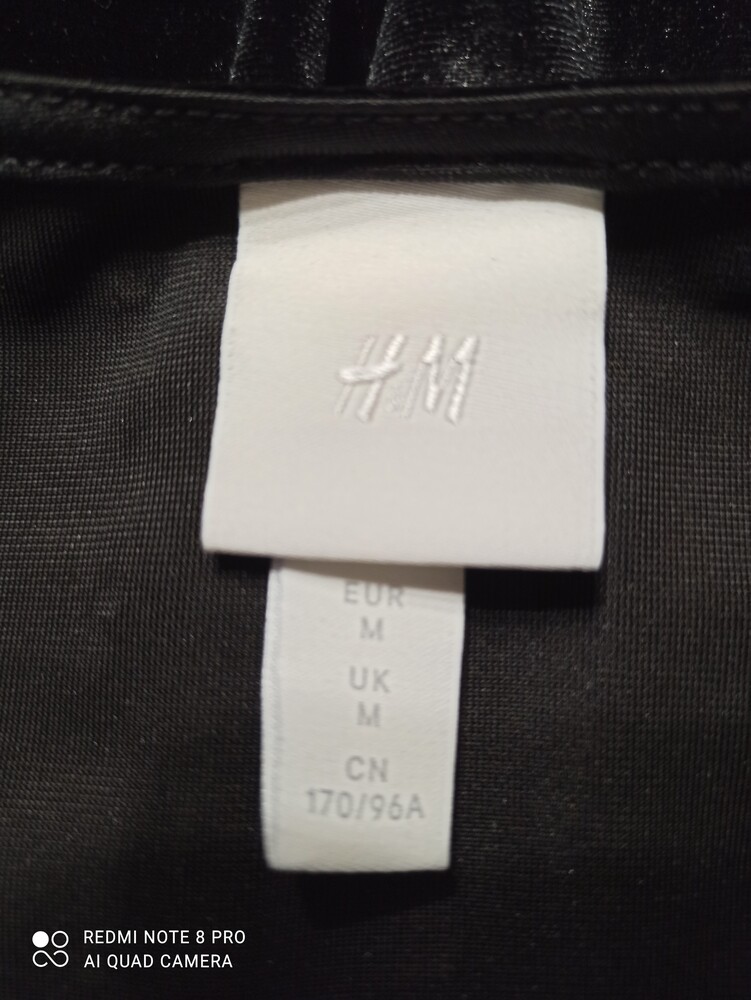 H&M
EUR
M
UK
M
CN
170/96A
REDMI NOTE 8 PRO
AI QUAD CAMERA